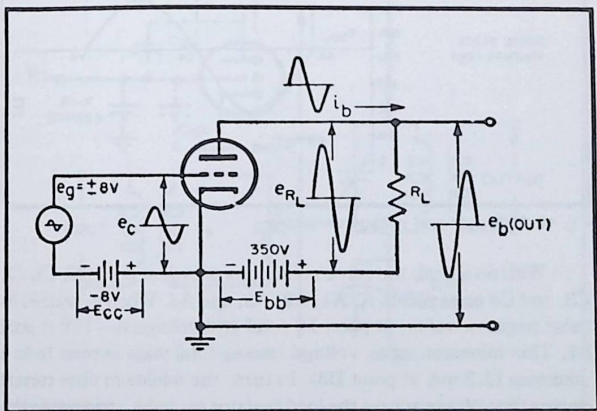 i_b
e_g=±8V
e_c
e_RL
R_L
e_b(OUT)
350V
- +
- +
-8V
E_CC
E_bb